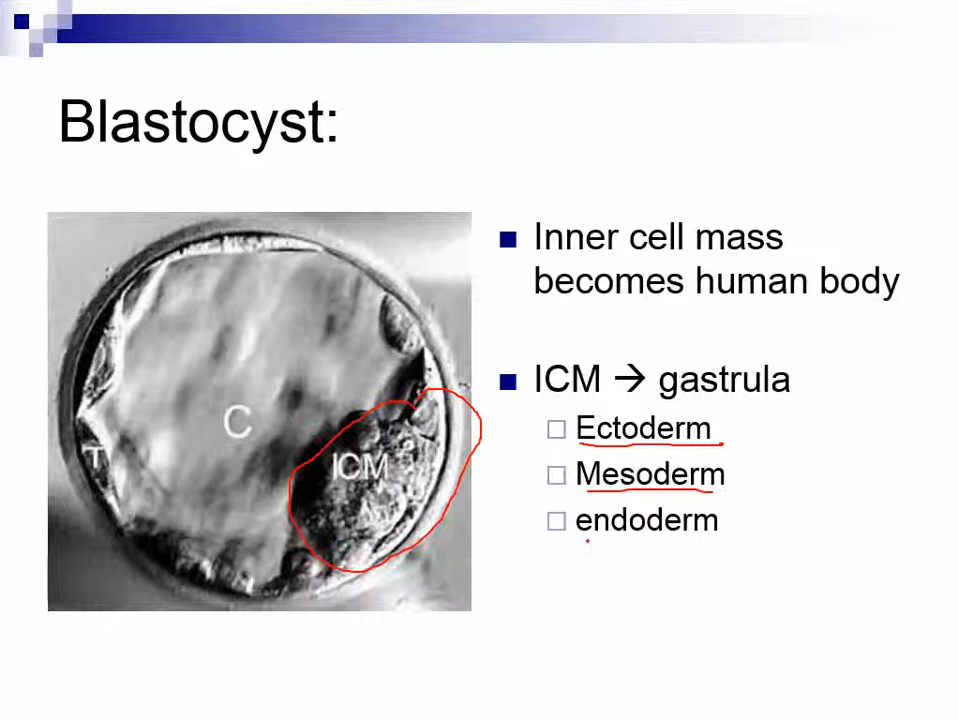 Blastocyst:
Inner cell mass
becomes human body
ICM → gastrula
Ectoderm
Mesoderm
endoderm
C
ICM
T